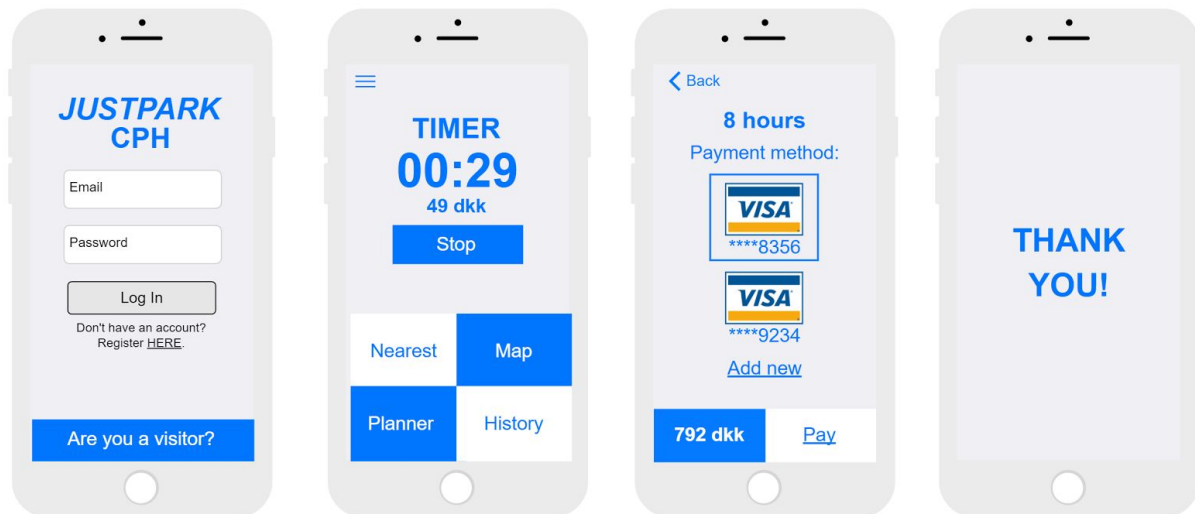 JUSTPARK
CPH
Email
Password
Log In
Don't have an account?
Register HERE.
Are you a visitor?
TIMER
00:29
49 dkk
Stop
Nearest
Map
Planner
History
Back
8 hours
Payment method:
VISA
****8356
VISA
****9234
Add new
792 dkk
Pay
THANK
YOU!